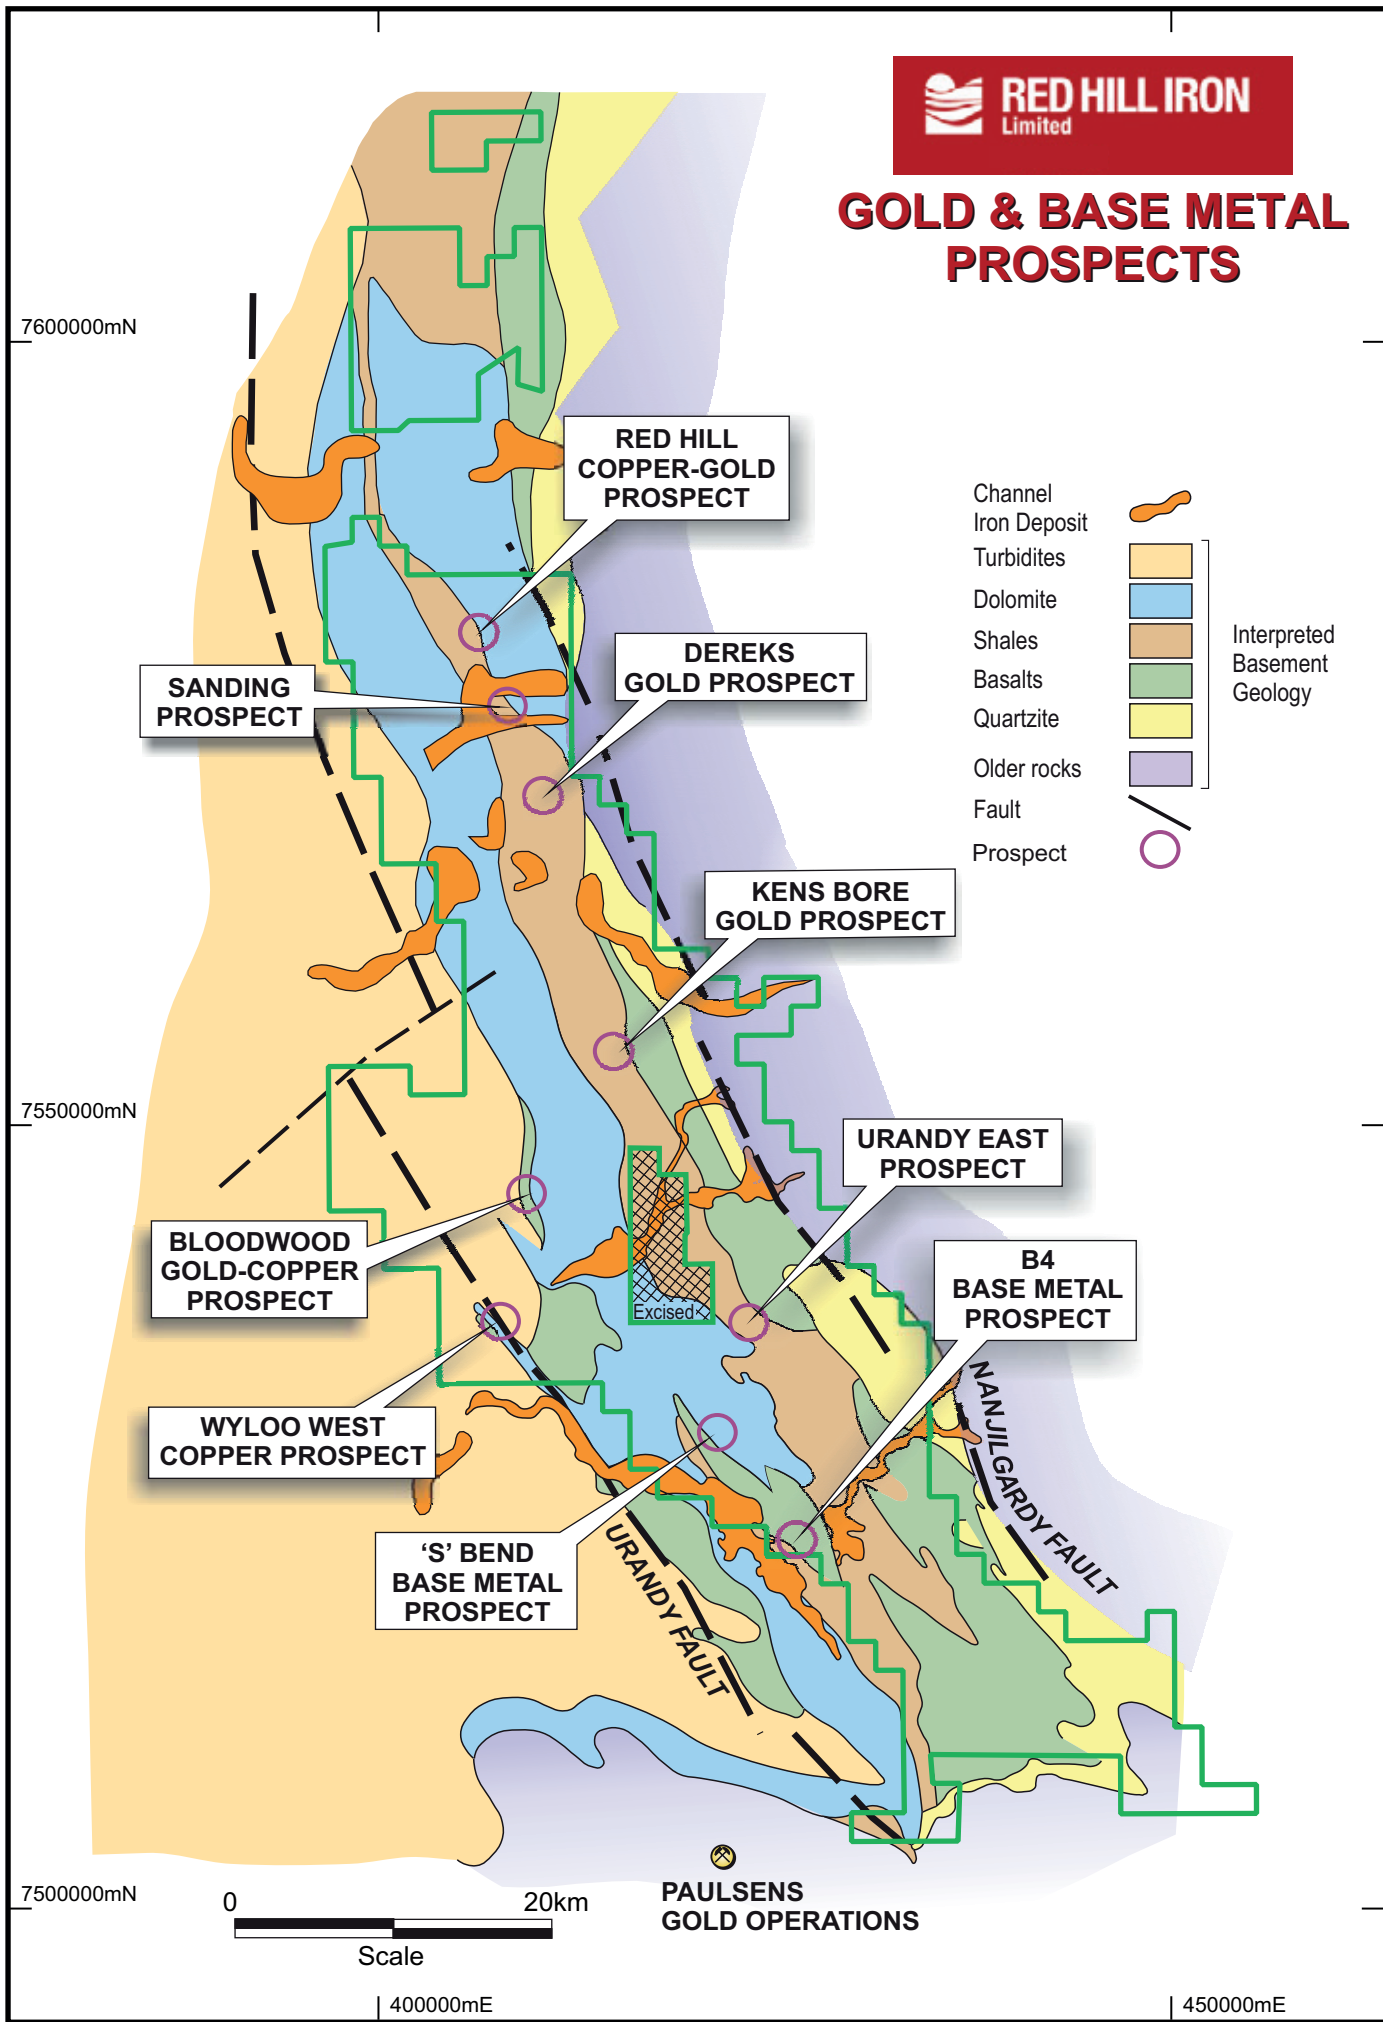 RED HILL IRON
Limited
GOLD & BASE METAL
PROSPECTS
7600000mN
RED HILL
COPPER-GOLD
PROSPECT
Channel
Iron Deposit
Turbidites
Dolomite
Shales
Basalts
Quartzite
Older rocks
Fault
Prospect
Interpreted
Basement
Geology
DEREKS
GOLD PROSPECT
SANDING
PROSPECT
KENS BORE
GOLD PROSPECT
7550000mN
URANDY EAST
PROSPECT
BLOODWOOD
GOLD-COPPER
PROSPECT
B4
BASE METAL
PROSPECT
Excised
WYLOO WEST
COPPER PROSPECT
NANJILGARDY FAULT
‘S’ BEND
BASE METAL
PROSPECT
URANDY FAULT
7500000mN
0 20km
Scale
PAULSENS
GOLD OPERATIONS
400000mE
450000mE